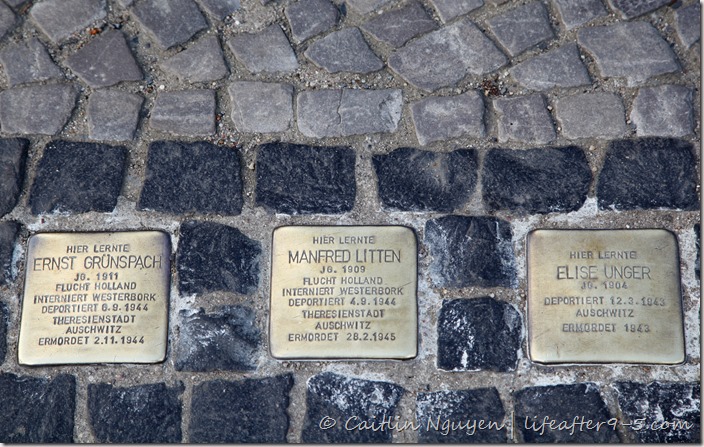 HIER LERNTE
ERNST GRÜNSPACH
JG. 1911
FLUCHT HOLLAND
INTERNIERT WESTERBORK
DEPORTIERT 6.9.1944
THERESIENSTADT
AUSCHWITZ
ERMORDET 2.11.1944
HIER LERNTE
MANFRED LITTEN
JG. 1909
FLUCHT HOLLAND
INTERNIERT WESTERBORK
DEPORTIERT 4.9.1944
THERESIENSTADT
AUSCHWITZ
ERMORDET 28.2.1945
HIER LERNTE
ELISE UNGER
JG. 1904
DEPORTIERT 12.3.1943
AUSCHWITZ
ERMORDET 1943
© Caitlin Nguyen. lifeafter9-5.com